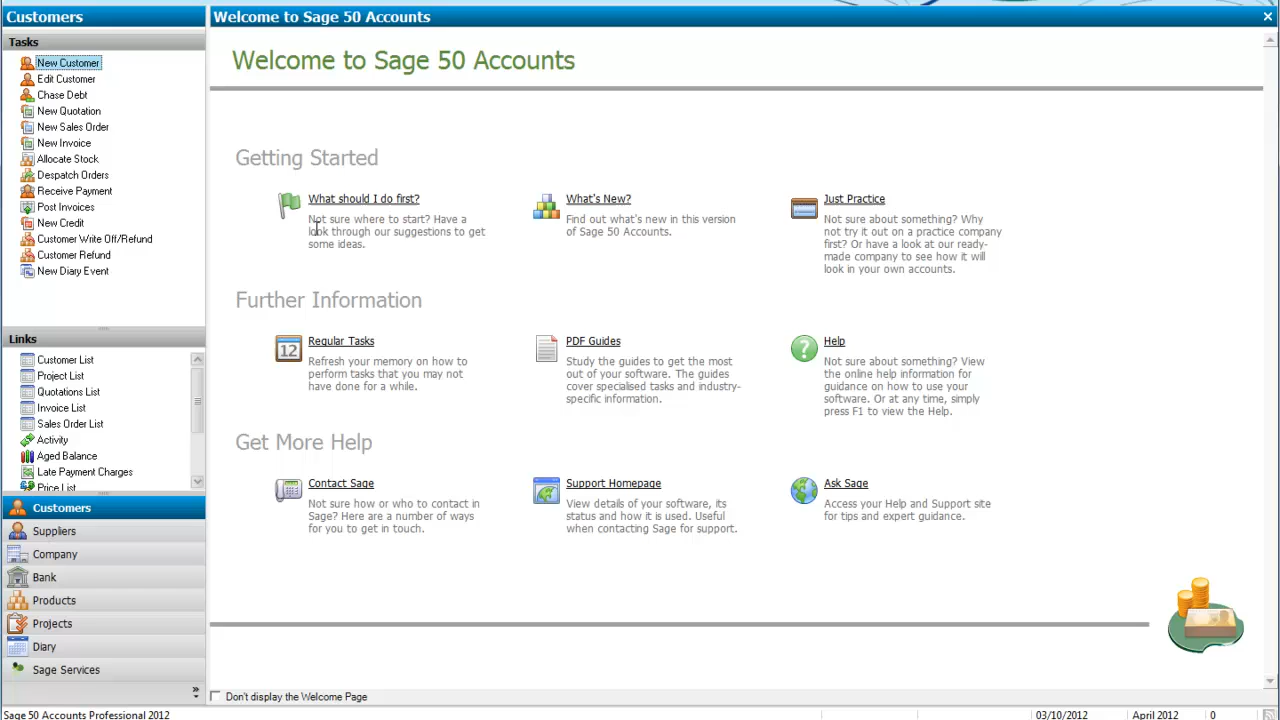 Customers
Tasks
New Customer
Edit Customer
Chase Debt
New Quotation
New Sales Order
New Invoice
Allocate Stock
Despatch Orders
Receive Payment
Post Invoices
New Credit
Customer Write Off/Refund
Customer Refund
New Diary Event
Links
Customer List
Project List
Quotations List
Invoice List
Sales Order List
Activity
Aged Balance
Late Payment Charges
Price List
Customers
Suppliers
Company
Bank
Products
Projects
Diary
Sage Services
Welcome to Sage 50 Accounts
Welcome to Sage 50 Accounts
Getting Started
What should I do first?
Not sure where to start? Have a
look through our suggestions to get
some ideas.
What's New?
Find out what's new in this version
of Sage 50 Accounts.
Just Practice
Not sure about something? Why
not try it out on a practice company
first? Or have a look at our ready-
made company to see how it will
look in your own accounts.
Further Information
12
Regular Tasks
Refresh your memory on how to
perform tasks that you may not
have done for a while.
PDF Guides
Study the guides to get the most
out of your software. The guides
cover specialised tasks and industry-
specific information.
?
Help
Not sure about something? View
the online help information for
guidance on how to use your
software. Or at any time, simply
press F1 to view the Help.
Get More Help
Contact Sage
Not sure how or who to contact in
Sage? Here are a number of ways
for you to get in touch.
Support Homepage
View details of your software, its
status and how it is used. Useful
when contacting Sage for support.
Ask Sage
Access your Help and Support site
for tips and expert guidance.
Don't display the Welcome Page
Sage 50 Accounts Professional 2012
03/10/2012
April 2012
0